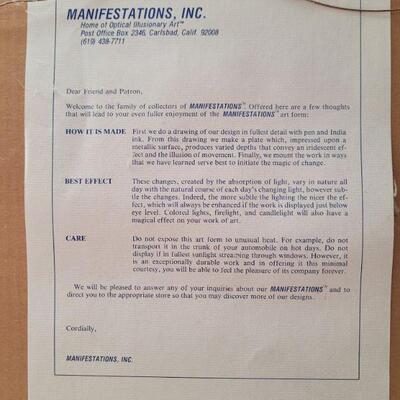 MANIFESTATIONS, INC.
Home of Optical Illusionary Art™
Post Office Box 2346, Carlsbad, Calif. 92008
(619) 438-7711
Dear Friend and Patron,
Welcome to the family of collectors of MANIFESTATIONS™. Offered here are a few thoughts
that will lead to your even fuller enjoyment of the MANIFESTATIONS™ art form:
HOW IT IS MADE First we do a drawing of our design in fullest detail with pen and India
ink. From this drawing we make a plate which, impressed upon a
metallic surface, produces varied depths that convey an iridescent ef-
fect and the illusion of movement. Finally, we mount the work in ways
that we have learned serve best to initiate the magic of change.
BEST EFFECT These changes, created by the absorption of light, vary in nature all
day with the natural course of each day's changing light, however sub-
tle the changes. Indeed, the more subtle the lighting the nicer the ef-
fect, which will always be enhanced if the work is displayed just below
eye level. Colored lights, firelight, and candlelight will also have a
magical effect on your work of art.
CARE Do not expose this art form to unusual heat. For example, do not
transport it in the trunk of your automobile on hot days. Do not
display if in fullest sunlight streaming through windows. However, it
is an exceptionally durable work and in offering it this minimal
courtesy, you will be able to feel the pleasure of its company forever.
We will be pleased to answer any of your inquiries about our MANIFESTATIONS™ and to
direct you to the appropriate store so that you may discover more of our designs.
Cordially,
MANIFESTATIONS, INC.